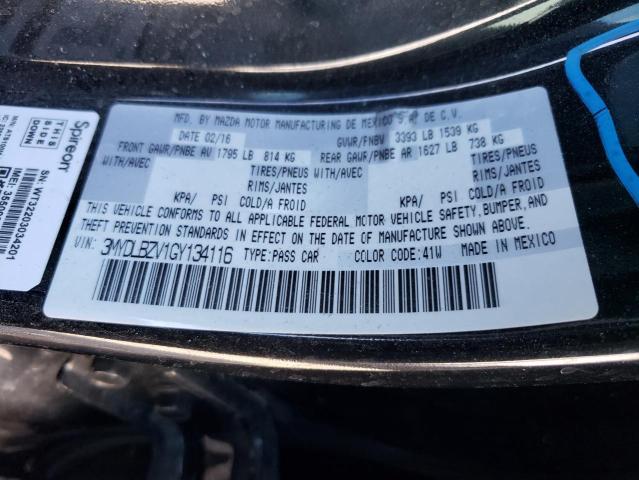 MFD. BY MAZDA MOTOR MANUFACTURING DE MEXICO S.A. DE C.V.
DATE 02/16 GVWR/PNBV 3393 LB 1539 KG
FRONT GAWR/PNBE AV 1795 LB 814 KG REAR GAWR/PNBE AR 1627 LB 738 KG
WITH/AVEC TIRES/PNEUS WITH/AVEC TIRES/PNEUS
RIMS/JANTES RIMS/JANTES
KPA/ PSI COLD/A FROID KPA/ PSI COLD/A FROID
THIS VEHICLE CONFORMS TO ALL APPLICABLE FEDERAL MOTOR VEHICLE SAFETY, BUMPER, AND
THEFT PREVENTION STANDARDS IN EFFECT ON THE DATE OF MANUFACTURE SHOWN ABOVE.
VIN: 3MYDLBZV1GY134116 TYPE:PASS CAR COLOR CODE:41W MADE IN MEXICO
Spireon
THIS
SIDE
DOWN
SN: WT32203034201
IMEI: